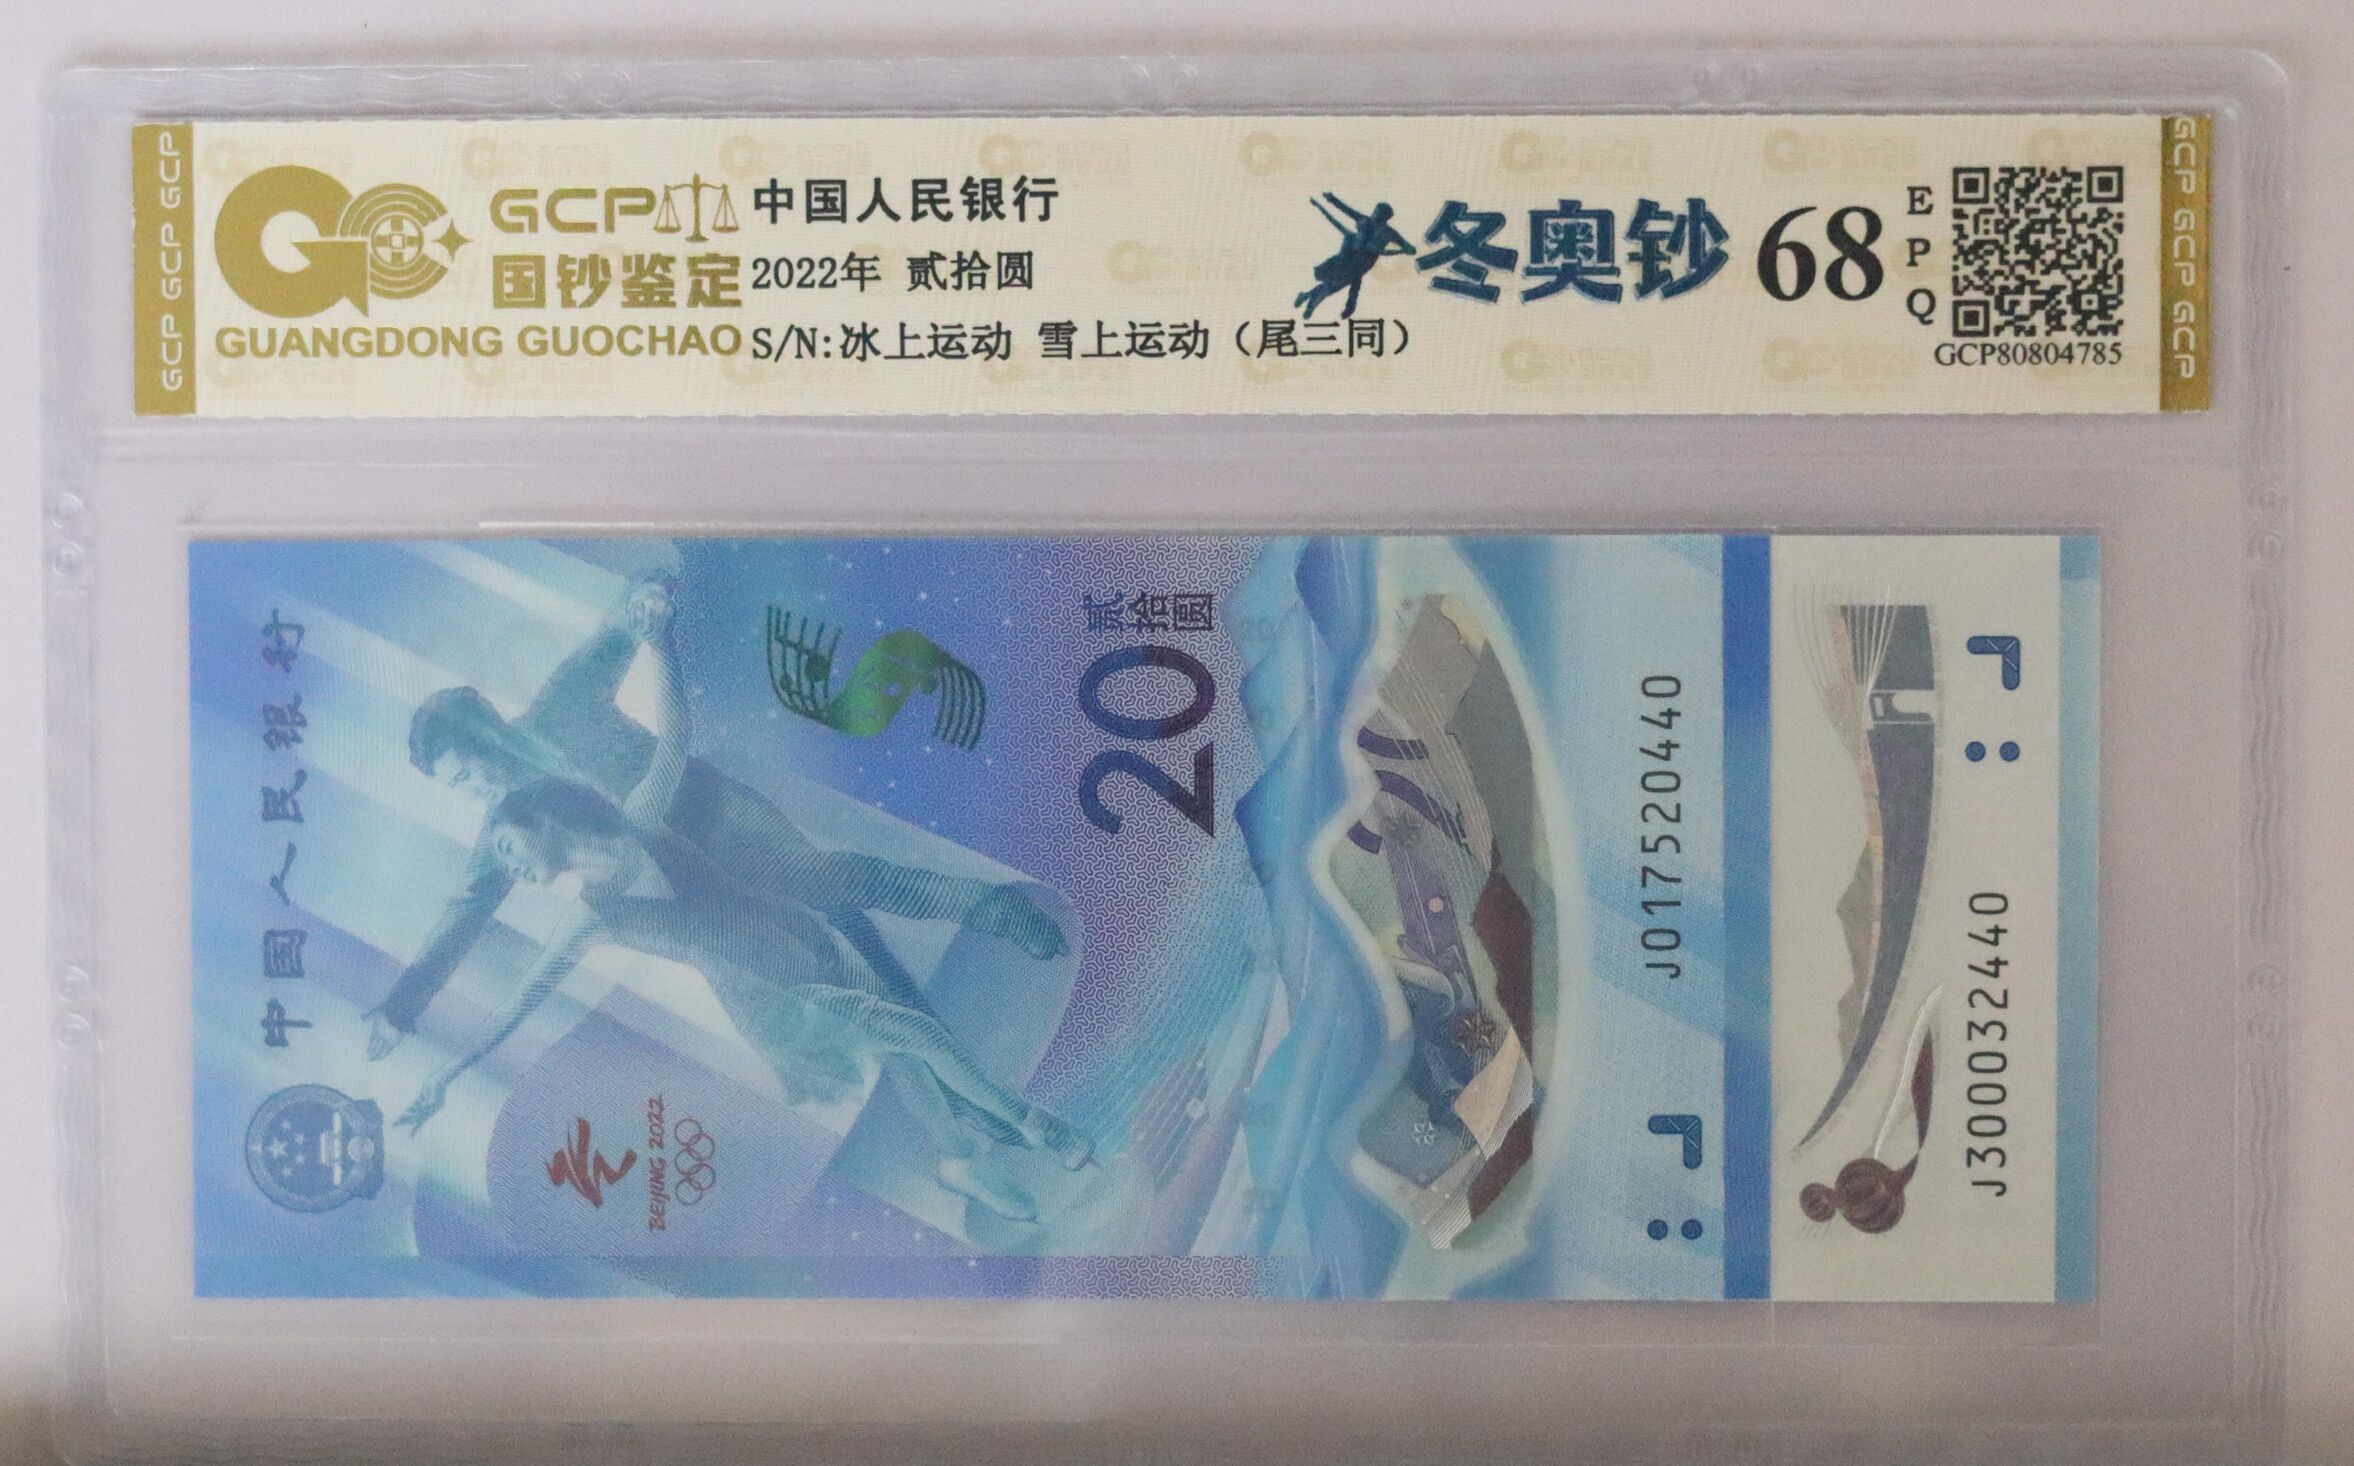 GCP GCP GCP
GCP
国钞鉴定
GUANGDONG GUOCHAO
中国人民银行
2022年 贰拾圆
S/N:冰上运动 雪上运动（尾三同）
冬奥钞
68
EPQ
GCP80804785
GCP GCP GCP
中国人民银行
BEIJING 2022
20
贰拾圆
J017520440
J300032440